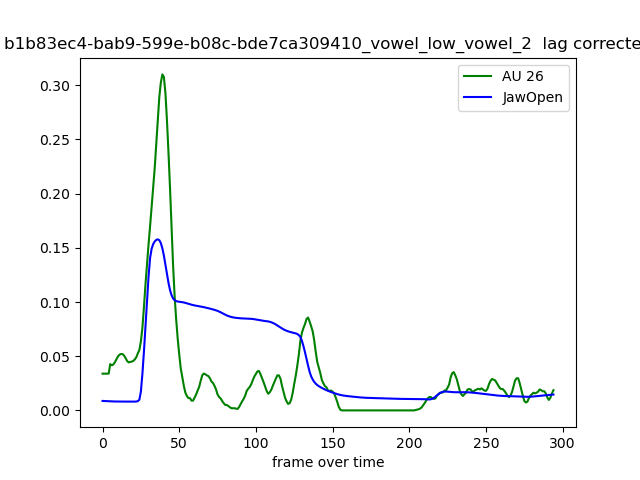 b1b83ec4-bab9-599e-b08c-bde7ca309410_vowel_low_vowel_2 lag correcte
AU 26
JawOpen
0.30
0.25
0.20
0.15
0.10
0.05
0.00
0 50 100 150 200 250 300
frame over time